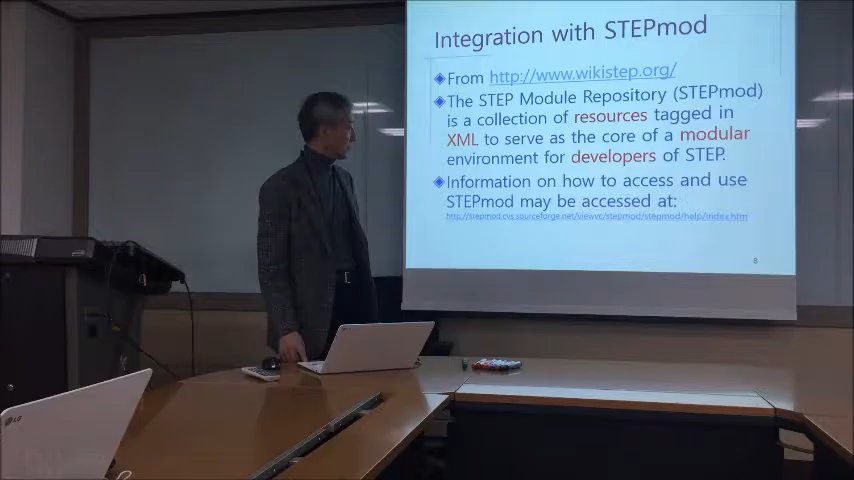 Integration with STEPmod
From http://www.wikistep.org/
The STEP Module Repository (STEPmod)
is a collection of resources tagged in
XML to serve as the core of a modular
environment for developers of STEP.
Information on how to access and use
STEPmod may be accessed at:
http://stepmod.cvs.sourceforge.net/viewvc/stepmod/stepmod/help/index.htm
8
LG